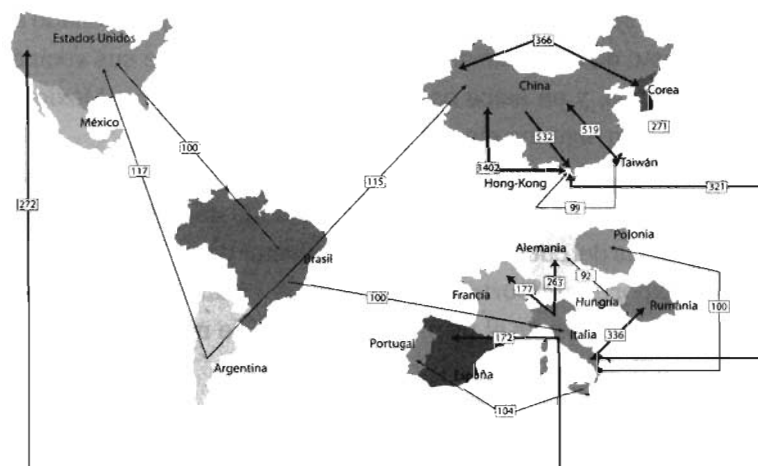 Estados Unidos
366
China
Corea
México
100
532
519
271
137
115
1402
Taiwán
Hong-Kong
321
272
99
Alemania
Polonia
Brasil
92
263
177
Francia
Hungría
Rumania
100
100
Italia
336
Portugal
172
Argentina
España
104